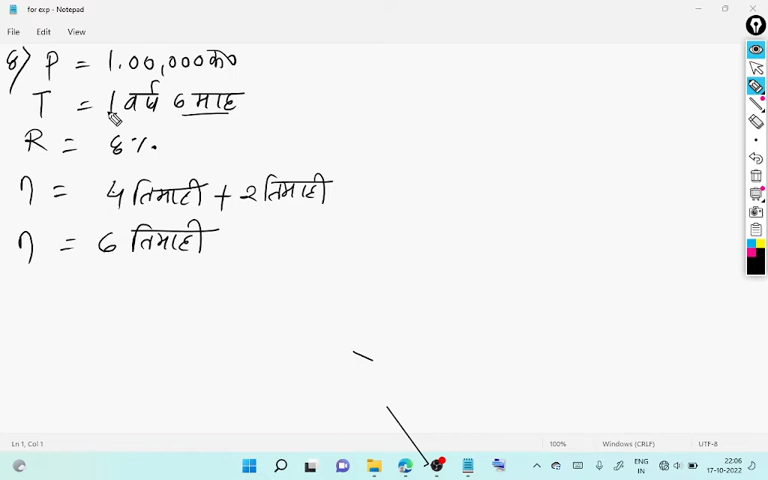 for exp - Notepad
File Edit View
8) P = 1.00,000रू०
T = 1 वर्ष 6 माह
R = 8%.
η = 4 तिमाही + 2 तिमाही
η = 6 तिमाही
Ln 1, Col 1 100% Windows (CRLF) UTF-8
ENG IN 22:06 17-10-2022